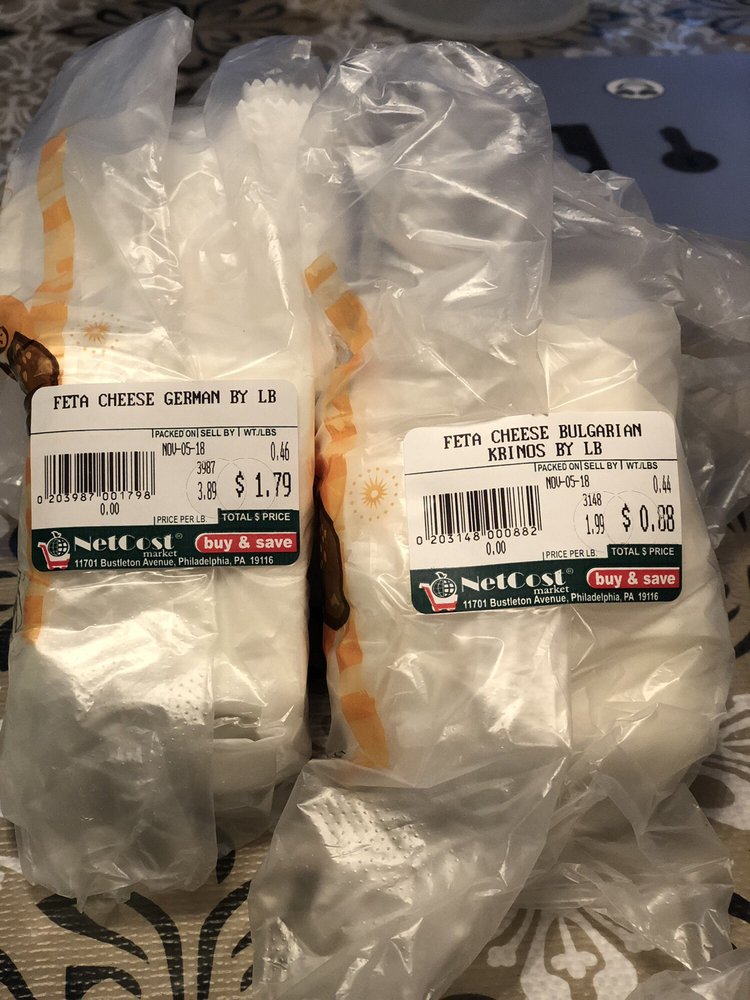 FETA CHEESE GERMAN BY LB
PACKED ON SELL BY WT/LBS
NOV-05-18 0.46
3987
3.89 $ 1.79
0 203987 001798
0.00
PRICE PER LB. TOTAL $ PRICE
NetCost®
market
buy & save
11701 Bustleton Avenue, Philadelphia, PA 19116
FETA CHEESE BULGARIAN
KRINOS BY LB
PACKED ON SELL BY WT/LBS
NOV-05-18 0.44
3148
1.99 $ 0.88
0 203148 000882
0.00
PRICE PER LB. TOTAL $ PRICE
NetCost®
market
buy & save
11701 Bustleton Avenue, Philadelphia, PA 19116